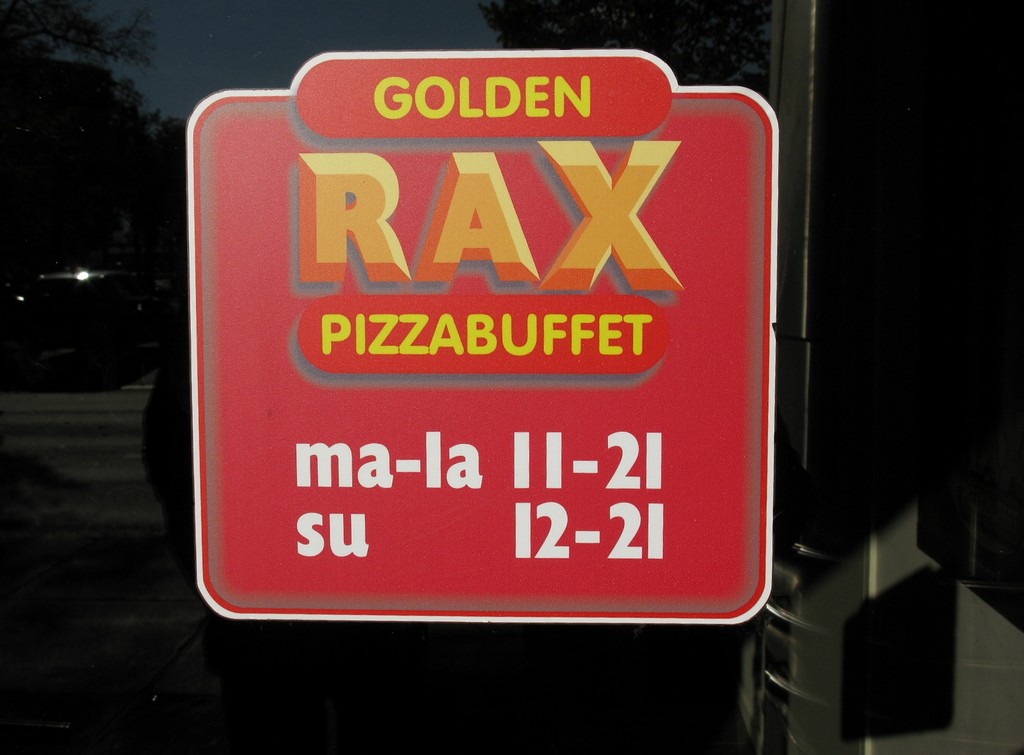 GOLDEN
RAX
PIZZABUFFET
ma-la 11-21
su 12-21